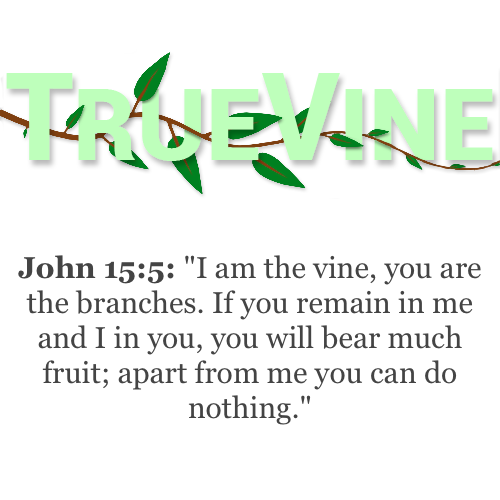 TRUEVINE
John 15:5: "I am the vine, you are
the branches. If you remain in me
and I in you, you will bear much
fruit; apart from me you can do
nothing."